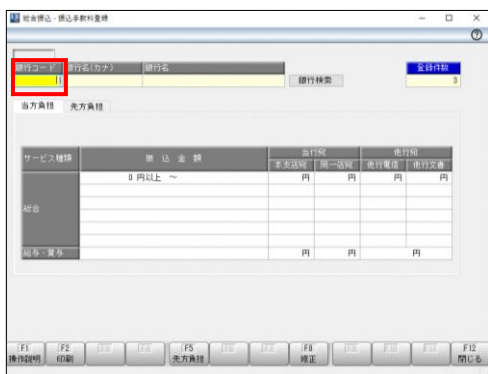 総合振込 - 振込手数料登録
銀行コード 銀行名(カナ) 銀行名 登録件数
銀行検索 3
当方負担 先方負担
サービス種類 振込金額 当行宛 他行宛
本支店宛 同一店宛 他行電信 他行文書
総合 0 円以上 ～ 円 円 円 円
給与・賞与 円 円 円
F1 F2 F5 F8 F12
操作説明 印刷 先方負担 修正 閉じる